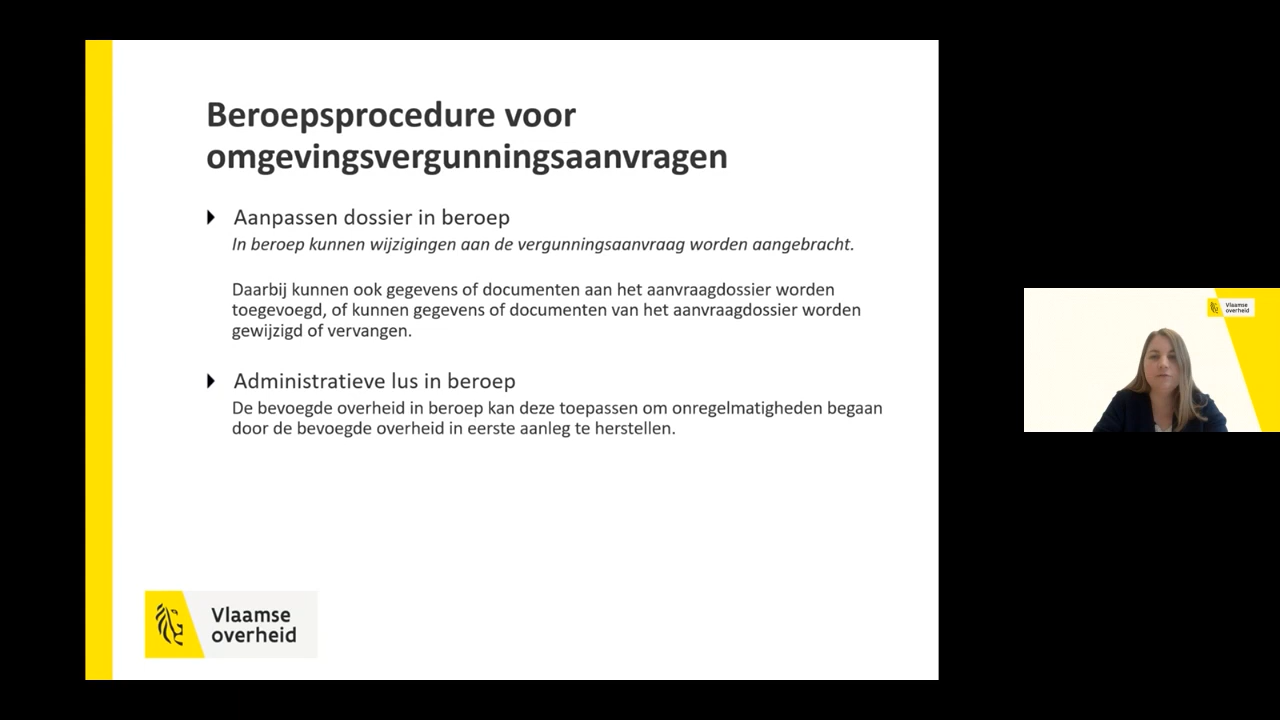 Beroepsprocedure voor
omgevingsvergunningsaanvragen
Aanpassen dossier in beroep
In beroep kunnen wijzigingen aan de vergunningsaanvraag worden aangebracht.
Daarbij kunnen ook gegevens of documenten aan het aanvraagdossier worden
toegevoegd, of kunnen gegevens of documenten van het aanvraagdossier worden
gewijzigd of vervangen.
Administratieve lus in beroep
De bevoegde overheid in beroep kan deze toepassen om onregelmatigheden begaan
door de bevoegde overheid in eerste aanleg te herstellen.
Vlaamse
overheid
Vlaamse
overheid